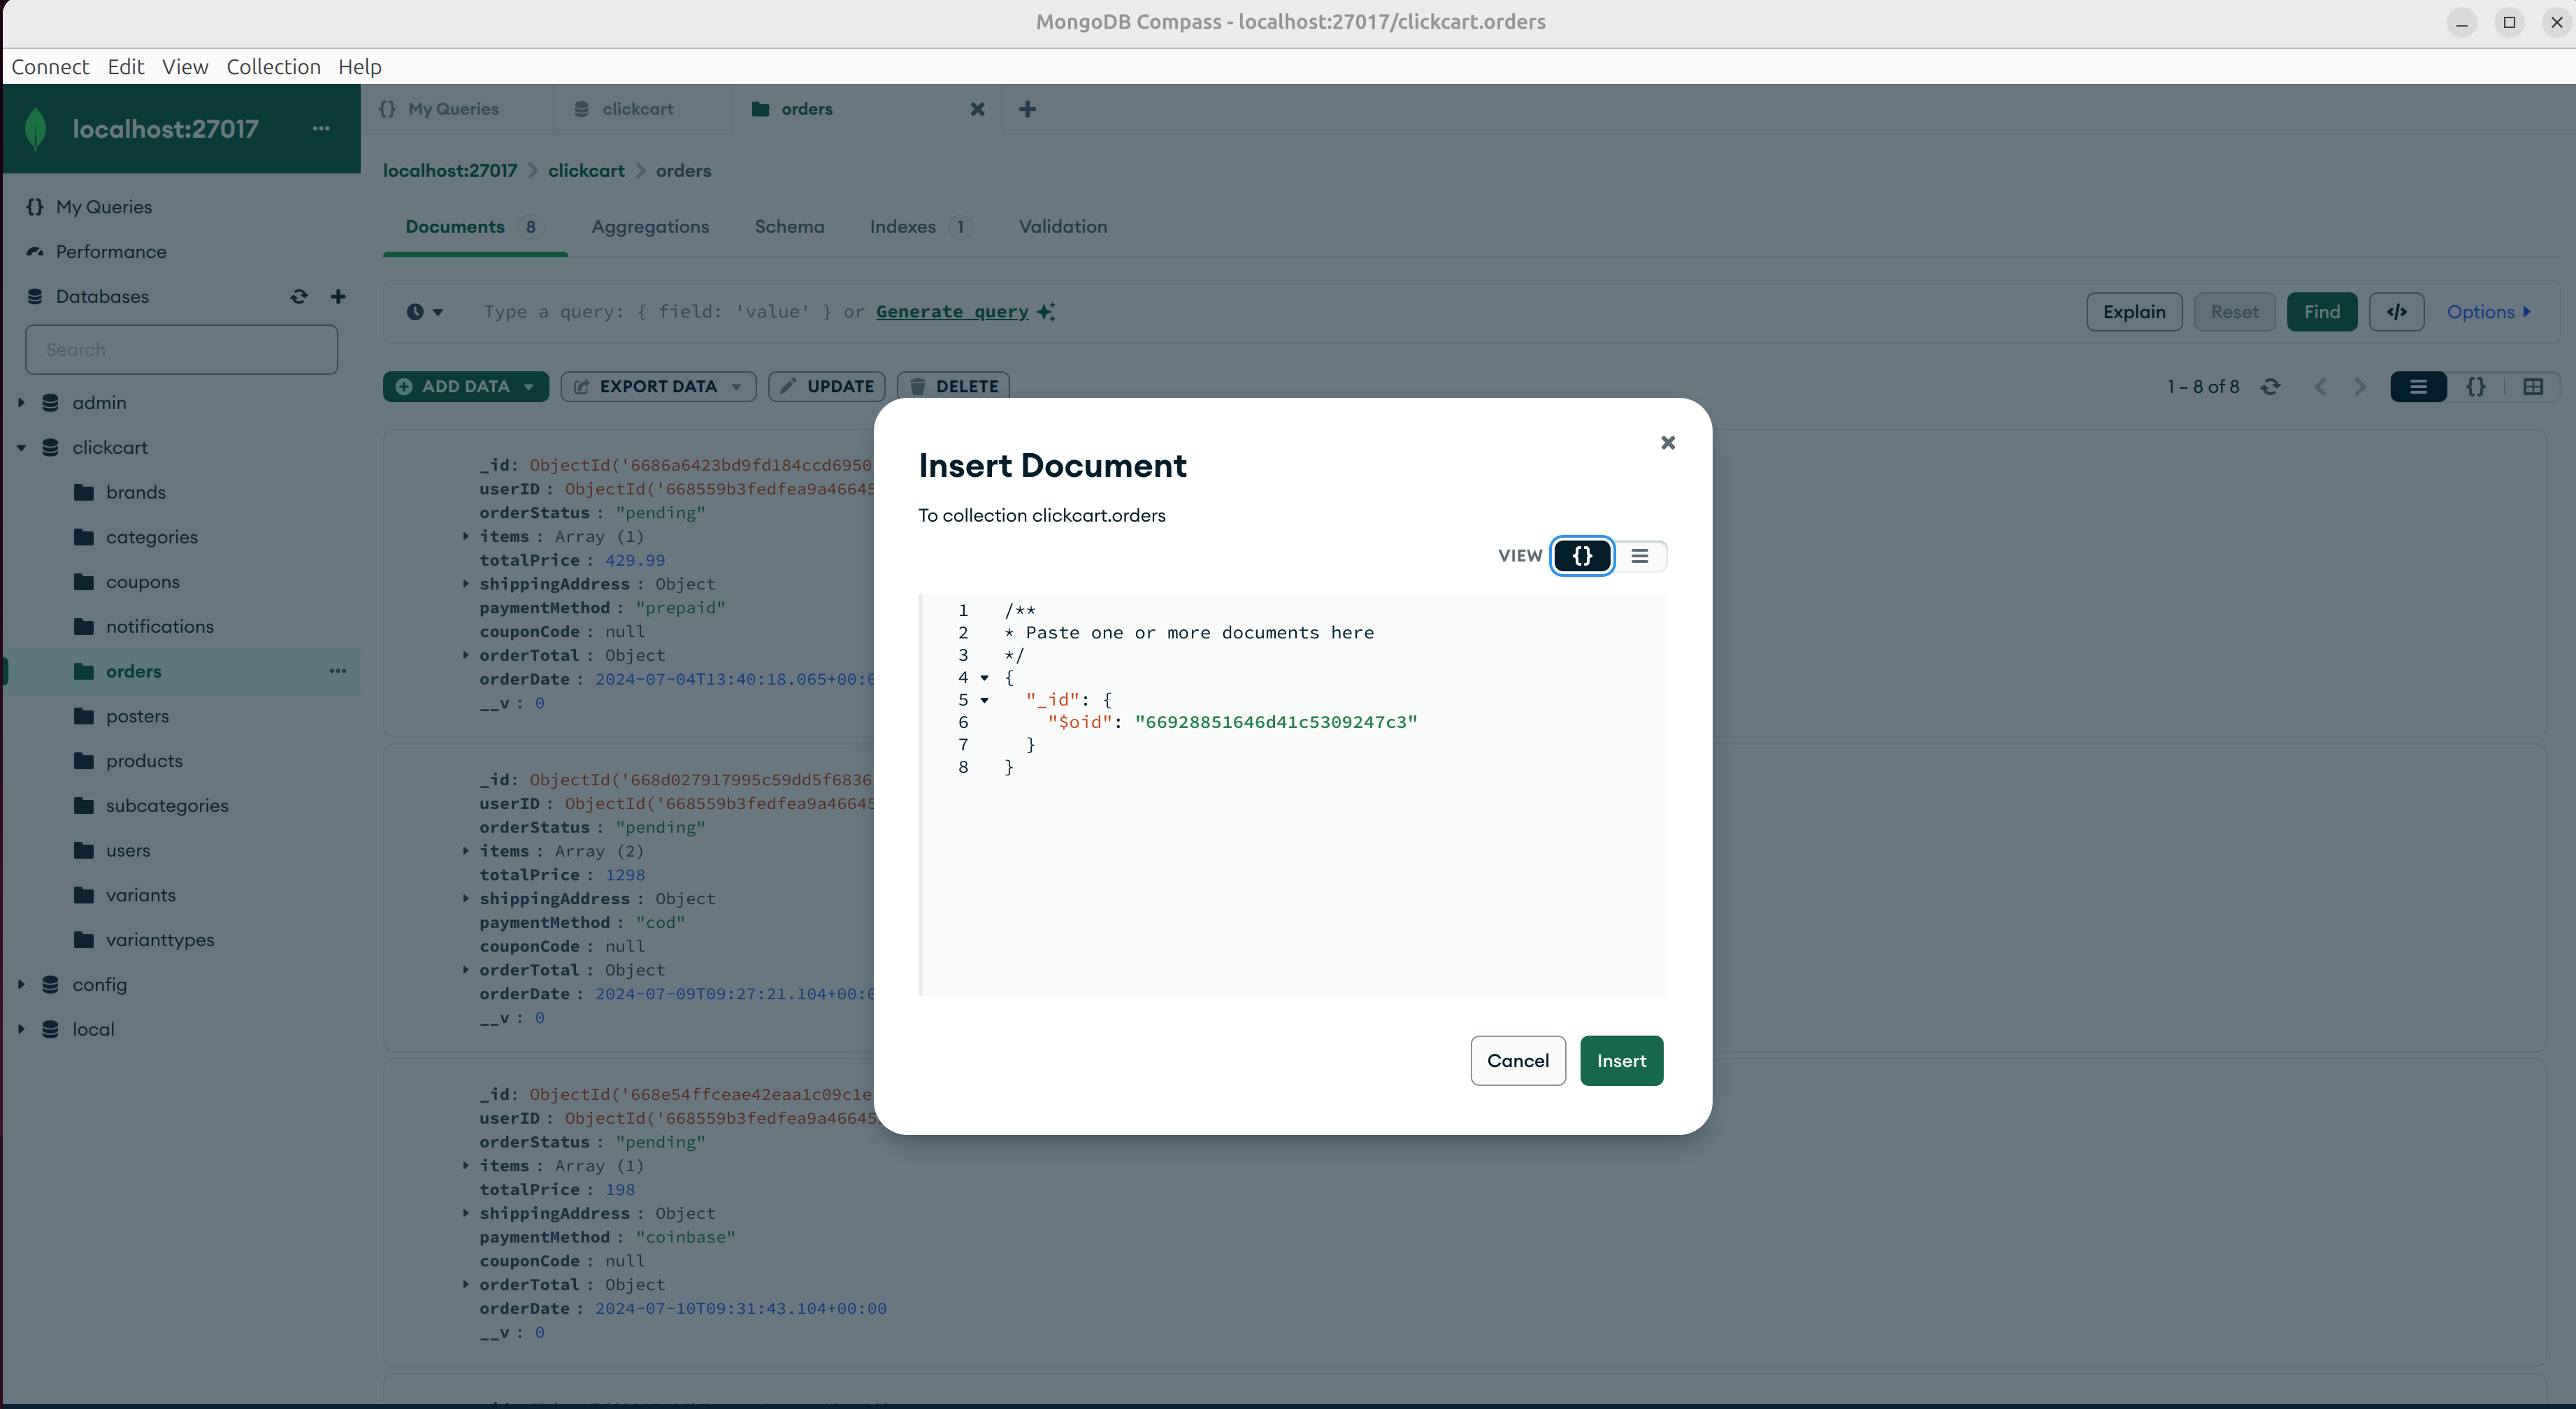 MongoDB Compass - localhost:27017/clickcart.orders
Connect Edit View Collection Help
localhost:27017
My Queries
Performance
Databases
Search
admin
clickcart
brands
categories
coupons
notifications
orders
posters
products
subcategories
users
variants
varianttypes
config
local
{} My Queries
clickcart
orders
localhost:27017 > clickcart > orders
Documents 8 Aggregations Schema Indexes 1 Validation
Type a query: { field: 'value' } or Generate query
Explain Reset Find </> Options
ADD DATA EXPORT DATA UPDATE DELETE
1 – 8 of 8
_id: ObjectId('6686a6423bd9fd184ccd6950
userID : ObjectId('668559b3fedfea9a46645
orderStatus : "pending"
items : Array (1)
totalPrice : 429.99
shippingAddress : Object
paymentMethod : "prepaid"
couponCode : null
orderTotal : Object
orderDate : 2024-07-04T13:40:18.065+00:0
__v : 0
_id: ObjectId('668d027917995c59dd5f6836
userID : ObjectId('668559b3fedfea9a46645
orderStatus : "pending"
items : Array (2)
totalPrice : 1298
shippingAddress : Object
paymentMethod : "cod"
couponCode : null
orderTotal : Object
orderDate : 2024-07-09T09:27:21.104+00:0
__v : 0
_id: ObjectId('668e54ffceae42eaa1c09c1e
userID : ObjectId('668559b3fedfea9a46645
orderStatus : "pending"
items : Array (1)
totalPrice : 198
shippingAddress : Object
paymentMethod : "coinbase"
couponCode : null
orderTotal : Object
orderDate : 2024-07-10T09:31:43.104+00:00
__v : 0
Insert Document
To collection clickcart.orders
VIEW {}
1 /**
2 * Paste one or more documents here
3 */
4 {
5 "_id": {
6 "$oid": "66928851646d41c5309247c3"
7 }
8 }
Cancel Insert